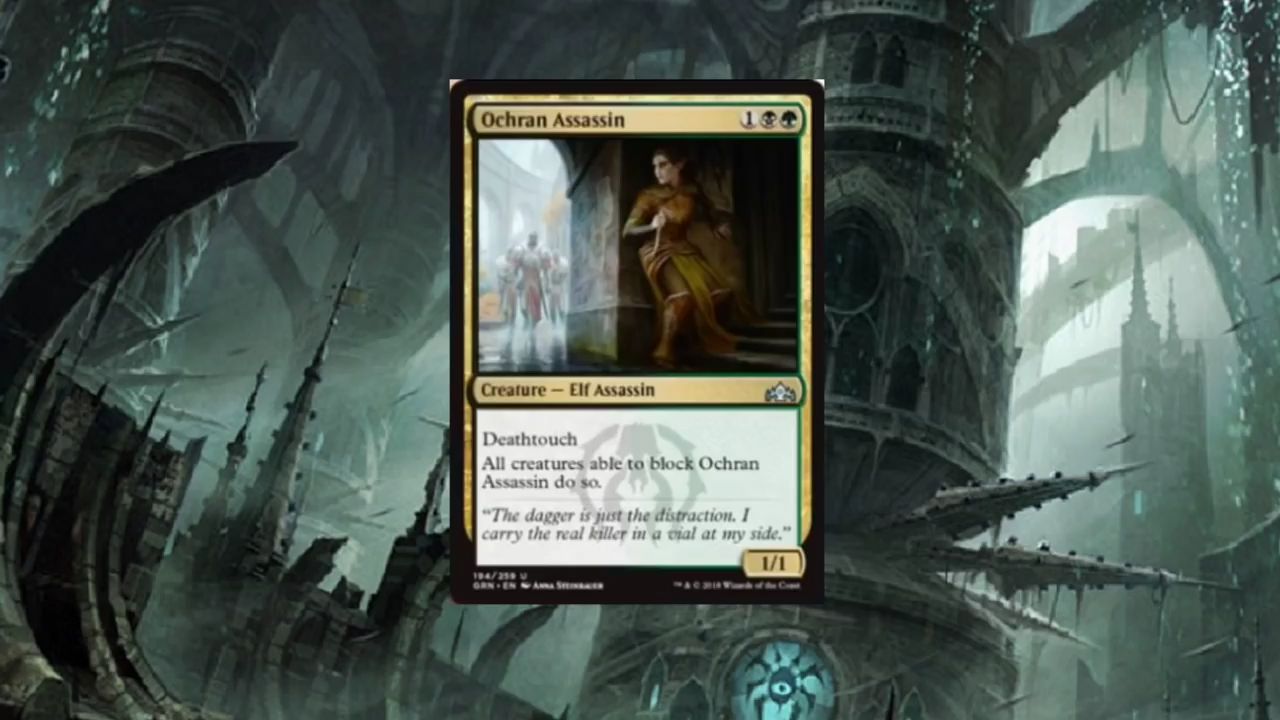 Ochran Assassin 1
Creature — Elf Assassin
Deathtouch
All creatures able to block Ochran
Assassin do so.
“The dagger is just the distraction. I
carry the real killer in a vial at my side.”
1/1
194/259 U
GRN • EN Anna Steinbauer
™ & © 2018 Wizards of the Coast